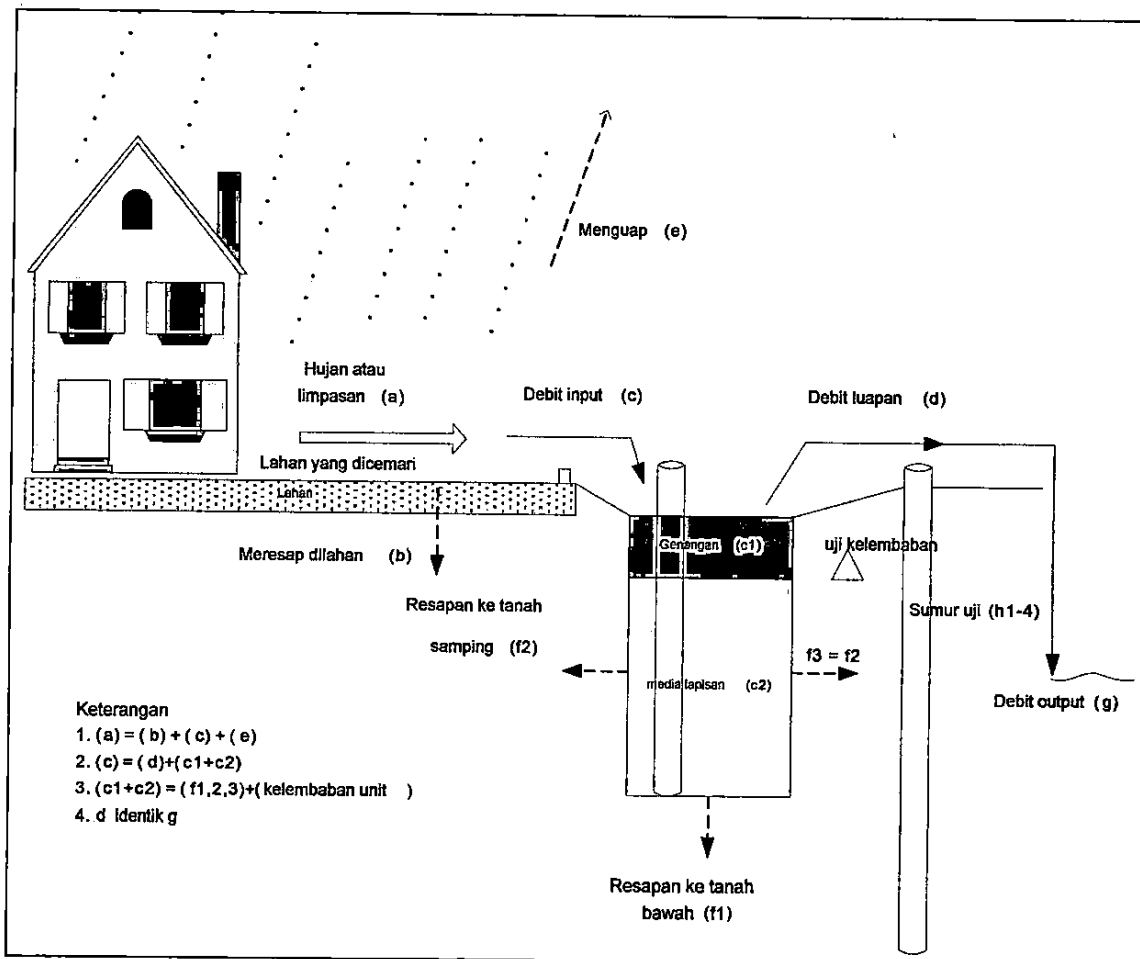 Menguap (e)
Hujan atau
limpasan (a)
Debit input (c)
Debit luapan (d)
Lahan yang dicemari
Lahan
Meresap dilahan (b)
Genangan (c1)
uji kelembaban
Resapan ke tanah
samping (f2)
Sumur uji (h1-4)
f3 = f2
media lapisan (c2)
Debit output (g)
Keterangan
1. (a) = (b) + (c) + (e)
2. (c) = (d)+(c1+c2)
3. (c1+c2) = (f1,2,3)+(kelembaban unit )
4. d Identik g
Resapan ke tanah
bawah (f1)